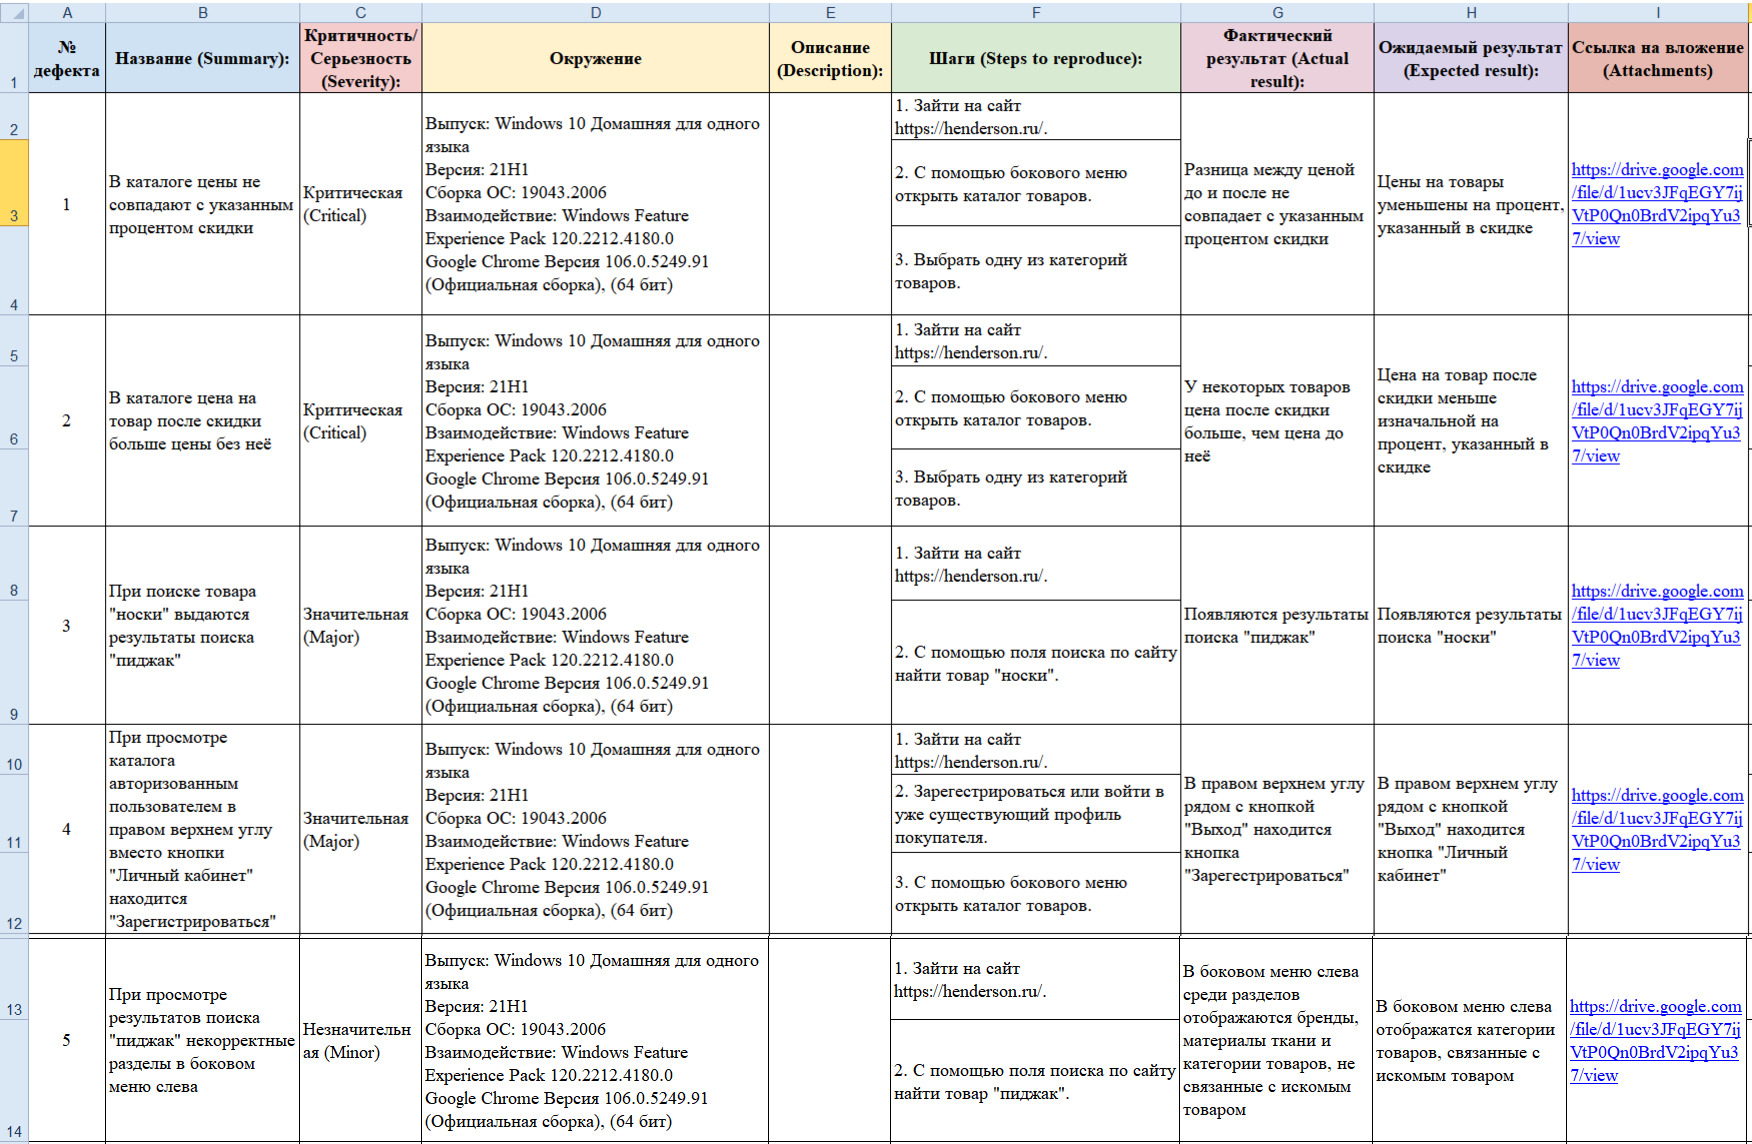 A B C D E F G H I
1
№
дефекта
Название (Summary):
Критичность/
Серьезность
(Severity):
Окружение
Описание
(Description):
Шаги (Steps to reproduce):
Фактический
результат (Actual
result):
Ожидаемый результат
(Expected result):
Ссылка на вложение
(Attachments)
2
3
4
1
В каталоге цены не
совпадают с указанным
процентом скидки
Критическая
(Critical)
Выпуск: Windows 10 Домашняя для одного
языка
Версия: 21H1
Сборка ОС: 19043.2006
Взаимодействие: Windows Feature
Experience Pack 120.2212.4180.0
Google Chrome Версия 106.0.5249.91
(Официальная сборка), (64 бит)
1. Зайти на сайт
https://henderson.ru/.
2. С помощью бокового меню
открыть каталог товаров.
3. Выбрать одну из категорий
товаров.
Разница между ценой
до и после не
совпадает с указанным
процентом скидки
Цены на товары
уменьшены на процент,
указанный в скидке
https://drive.google.com
/file/d/1ucv3JFqEGY7ij
VtP0Qn0BrdV2ipqYu3
7/view
5
6
7
2
В каталоге цена на
товар после скидки
больше цены без неё
Критическая
(Critical)
Выпуск: Windows 10 Домашняя для одного
языка
Версия: 21H1
Сборка ОС: 19043.2006
Взаимодействие: Windows Feature
Experience Pack 120.2212.4180.0
Google Chrome Версия 106.0.5249.91
(Официальная сборка), (64 бит)
1. Зайти на сайт
https://henderson.ru/.
2. С помощью бокового меню
открыть каталог товаров.
3. Выбрать одну из категорий
товаров.
У некоторых товаров
цена после скидки
больше, чем цена до
неё
Цена на товар после
скидки меньше
изначальной на
процент, указанный в
скидке
https://drive.google.com
/file/d/1ucv3JFqEGY7ij
VtP0Qn0BrdV2ipqYu3
7/view
8
9
3
При поиске товара
"носки" выдаются
результаты поиска
"пиджак"
Значительная
(Major)
Выпуск: Windows 10 Домашняя для одного
языка
Версия: 21H1
Сборка ОС: 19043.2006
Взаимодействие: Windows Feature
Experience Pack 120.2212.4180.0
Google Chrome Версия 106.0.5249.91
(Официальная сборка), (64 бит)
1. Зайти на сайт
https://henderson.ru/.
2. С помощью поля поиска по сайту
найти товар "носки".
Появляются результаты
поиска "пиджак"
Появляются результаты
поиска "носки"
https://drive.google.com
/file/d/1ucv3JFqEGY7ij
VtP0Qn0BrdV2ipqYu3
7/view
10
11
12
4
При просмотре
каталога
авторизованным
пользователем в
правом верхнем углу
вместо кнопки
"Личный кабинет"
находится
"Зарегистрироваться"
Значительная
(Major)
Выпуск: Windows 10 Домашняя для одного
языка
Версия: 21H1
Сборка ОС: 19043.2006
Взаимодействие: Windows Feature
Experience Pack 120.2212.4180.0
Google Chrome Версия 106.0.5249.91
(Официальная сборка), (64 бит)
1. Зайти на сайт
https://henderson.ru/.
2. Зарегестрироваться или войти в
уже существующий профиль
покупателя.
3. С помощью бокового меню
открыть каталог товаров.
В правом верхнем углу
рядом с кнопкой
"Выход" находится
кнопка
"Зарегестрироваться"
В правом верхнем углу
рядом с кнопкой
"Выход" находится
кнопка "Личный
кабинет"
https://drive.google.com
/file/d/1ucv3JFqEGY7ij
VtP0Qn0BrdV2ipqYu3
7/view
13
14
5
При просмотре
результатов поиска
"пиджак" некорректные
разделы в боковом
меню слева
Незначительн
ая (Minor)
Выпуск: Windows 10 Домашняя для одного
языка
Версия: 21H1
Сборка ОС: 19043.2006
Взаимодействие: Windows Feature
Experience Pack 120.2212.4180.0
Google Chrome Версия 106.0.5249.91
(Официальная сборка), (64 бит)
1. Зайти на сайт
https://henderson.ru/.
2. С помощью поля поиска по сайту
найти товар "пиджак".
В боковом меню слева
среди разделов
отображаются бренды,
материалы ткани и
категории товаров, не
связанные с искомым
товаром
В боковом меню слева
отображатся категории
товаров, связанные с
искомым товаром
https://drive.google.com
/file/d/1ucv3JFqEGY7ij
VtP0Qn0BrdV2ipqYu3
7/view